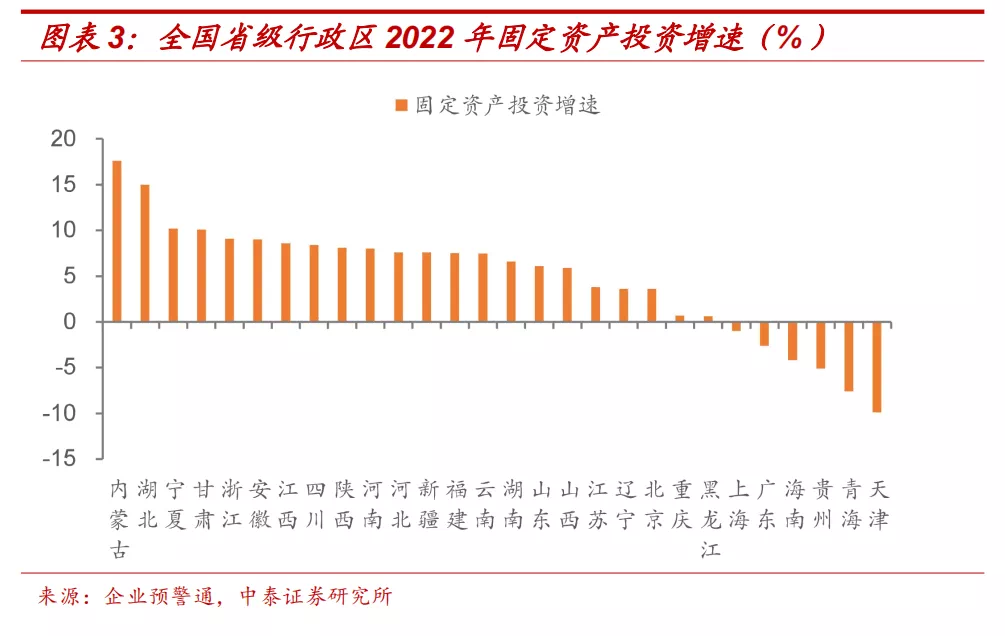 图表 3：全国省级行政区 2022 年固定资产投资增速（%）
固定资产投资增速
20
15
10
5
0
-5
-10
-15
内蒙古 湖北 宁夏 甘肃 浙江 安徽 江西 四川 陕西 河南 河北 新疆 福建 云南 湖南 山东 山西 江苏 辽宁 北京 重庆 黑龙江 上海 广东 海南 贵州 青海 天津
来源：企业预警通，中泰证券研究所